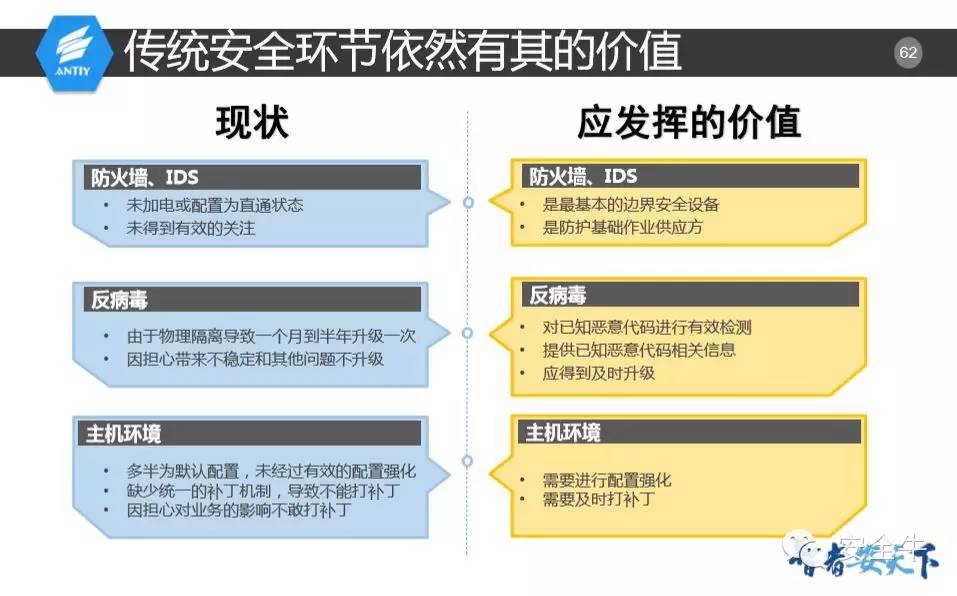 ANTIY
传统安全环节依然有其的价值
62
现状
防火墙、IDS
• 未加电或配置为直通状态
• 未得到有效的关注
反病毒
• 由于物理隔离导致一个月到半年升级一次
• 因担心带来不稳定和其他问题不升级
主机环境
• 多半为默认配置，未经过有效的配置强化
• 缺少统一的补丁机制，导致不能打补丁
• 因担心对业务的影响不敢打补丁
应发挥的价值
防火墙、IDS
• 是最基本的边界安全设备
• 是防护基础作业供应方
反病毒
• 对已知恶意代码进行有效检测
• 提供已知恶意代码相关信息
• 应得到及时升级
主机环境
• 需要进行配置强化
• 需要及时打补丁
安全牛
者安天下